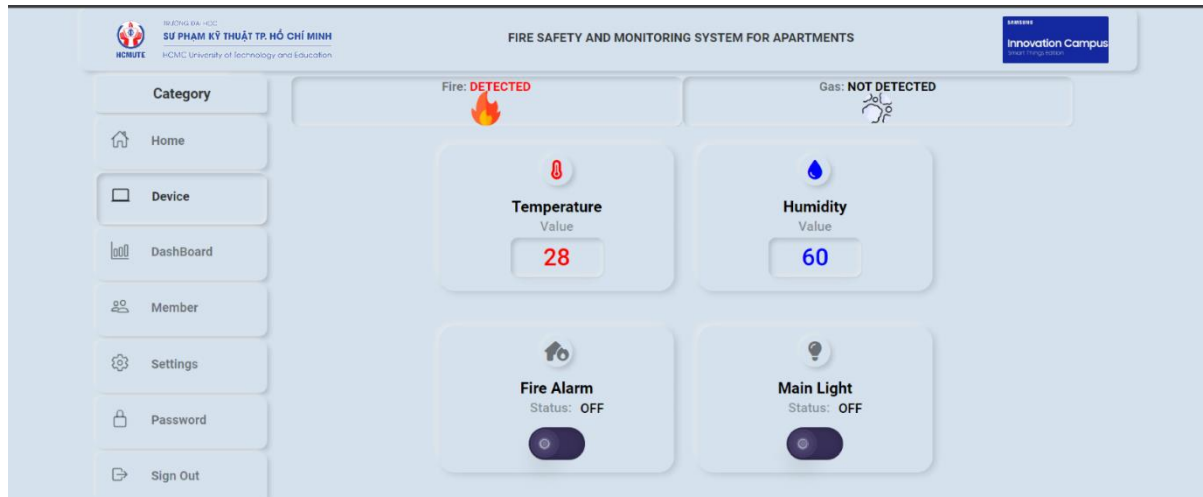 TRƯỜNG ĐẠI HỌC
SƯ PHẠM KỸ THUẬT TP. HỒ CHÍ MINH
HCMC University of Technology and Education
HCMUTE
FIRE SAFETY AND MONITORING SYSTEM FOR APARTMENTS
SAMSUNG
Innovation Campus
Category
Home
Device
DashBoard
Member
Settings
Password
Sign Out
Fire: DETECTED
Gas: NOT DETECTED
Temperature
Value
28
Humidity
Value
60
Fire Alarm
Status: OFF
Main Light
Status: OFF